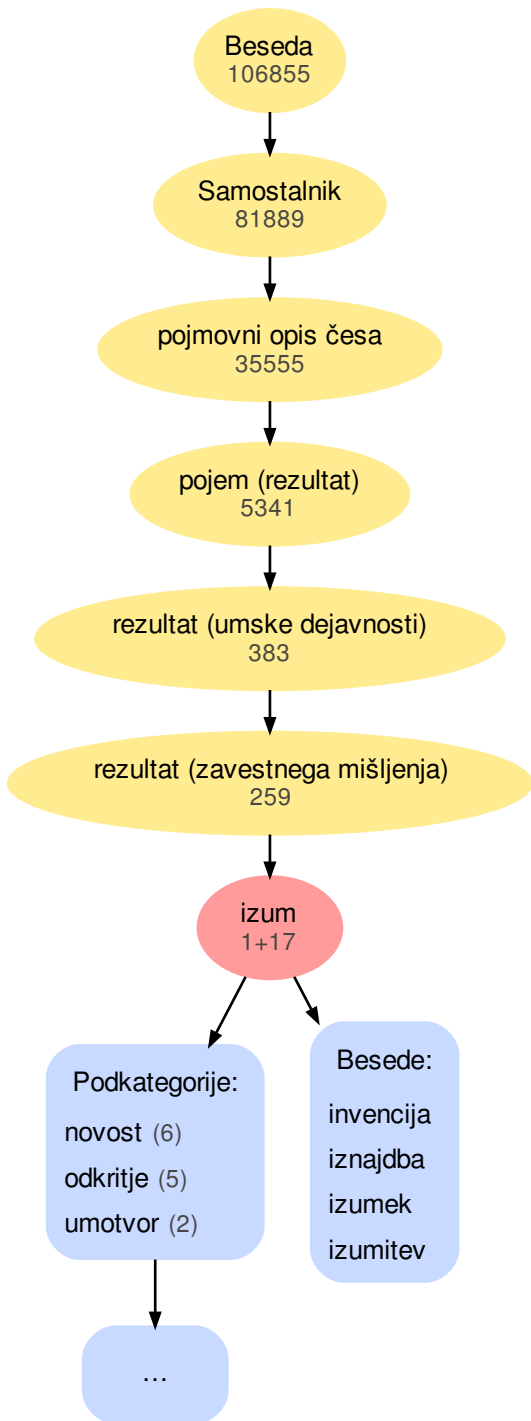 Beseda
106855
Samostalnik
81889
pojmovni opis česa
35555
pojem (rezultat)
5341
rezultat (umske dejavnosti)
383
rezultat (zavestnega mišljenja)
259
izum
1+17
Podkategorije:
novost (6)
odkritje (5)
umotvor (2)
Besede:
invencija
iznajdba
izumek
izumitev
...